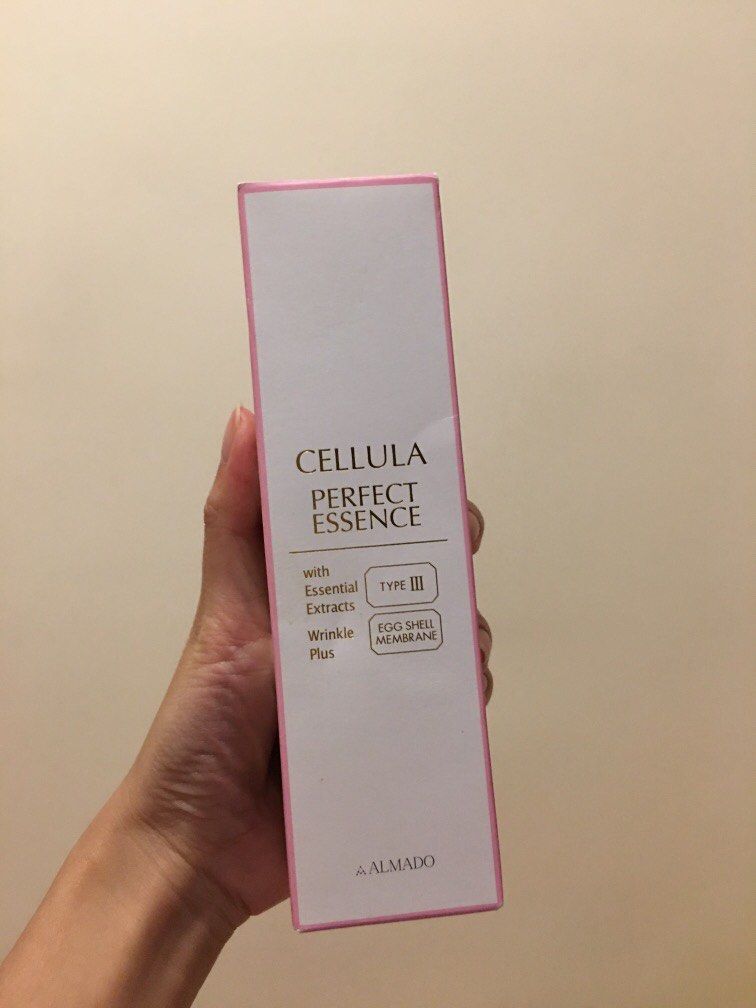 CELLULA
PERFECT
ESSENCE
with
Essential
Extracts
TYPE III
Wrinkle
Plus
EGG SHELL
MEMBRANE
ALMADO